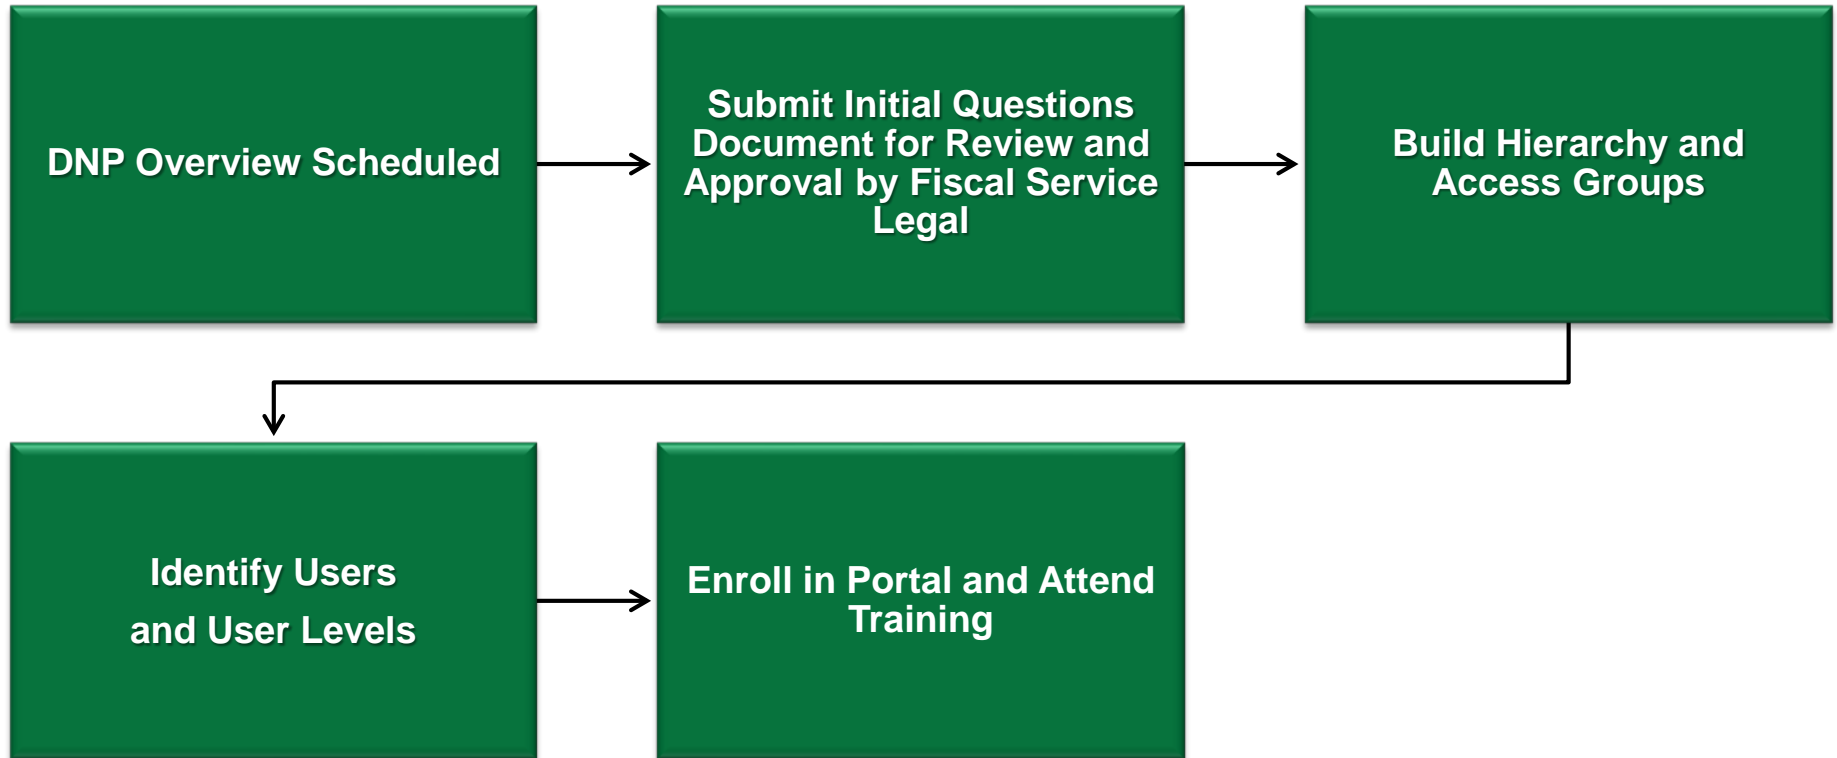 DNP Overview Scheduled
Submit Initial Questions
Document for Review and
Approval by Fiscal Service
Legal
Build Hierarchy and
Access Groups
Identify Users
and User Levels
Enroll in Portal and Attend
Training